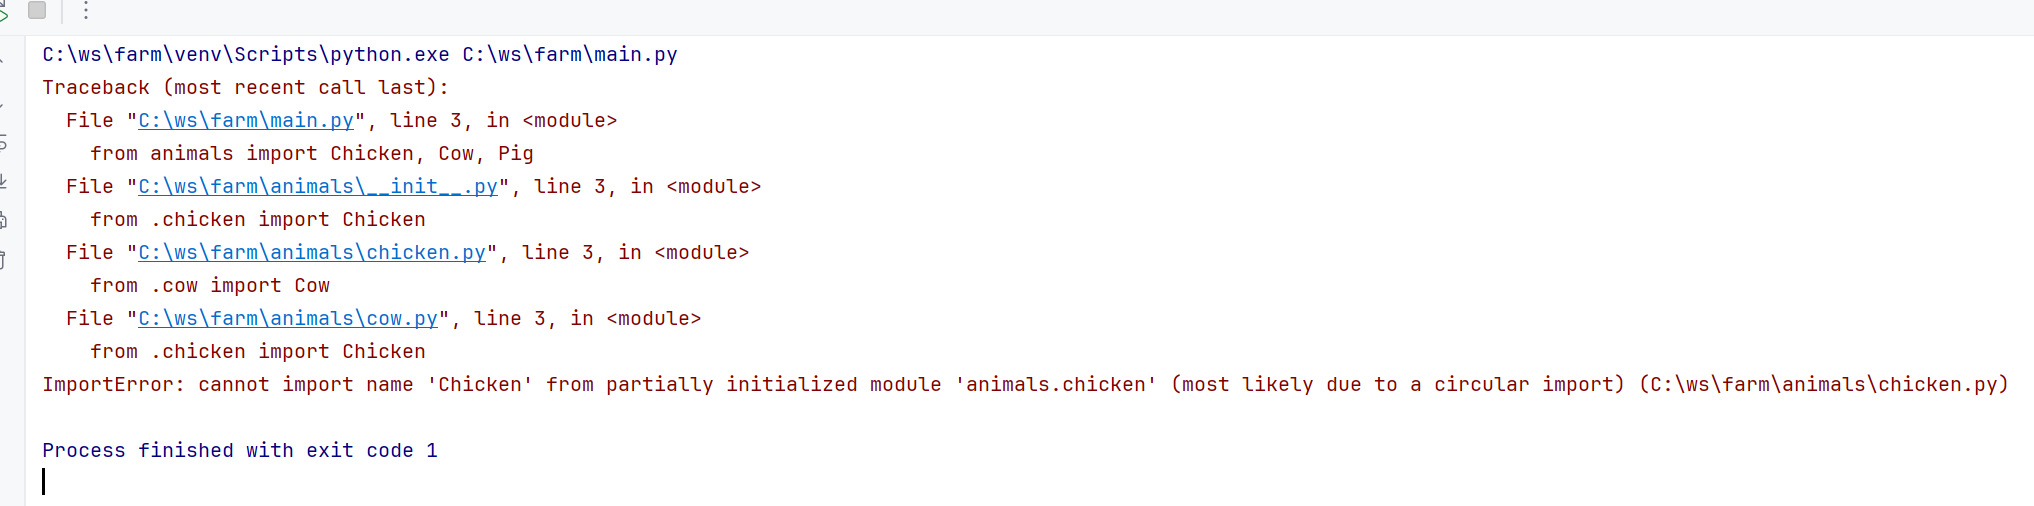 C:\ws\farm\venv\Scripts\python.exe C:\ws\farm\main.py
Traceback (most recent call last):
  File "C:\ws\farm\main.py", line 3, in <module>
    from animals import Chicken, Cow, Pig
  File "C:\ws\farm\animals\__init__.py", line 3, in <module>
    from .chicken import Chicken
  File "C:\ws\farm\animals\chicken.py", line 3, in <module>
    from .cow import Cow
  File "C:\ws\farm\animals\cow.py", line 3, in <module>
    from .chicken import Chicken
ImportError: cannot import name 'Chicken' from partially initialized module 'animals.chicken' (most likely due to a circular import) (C:\ws\farm\animals\chicken.py)
Process finished with exit code 1